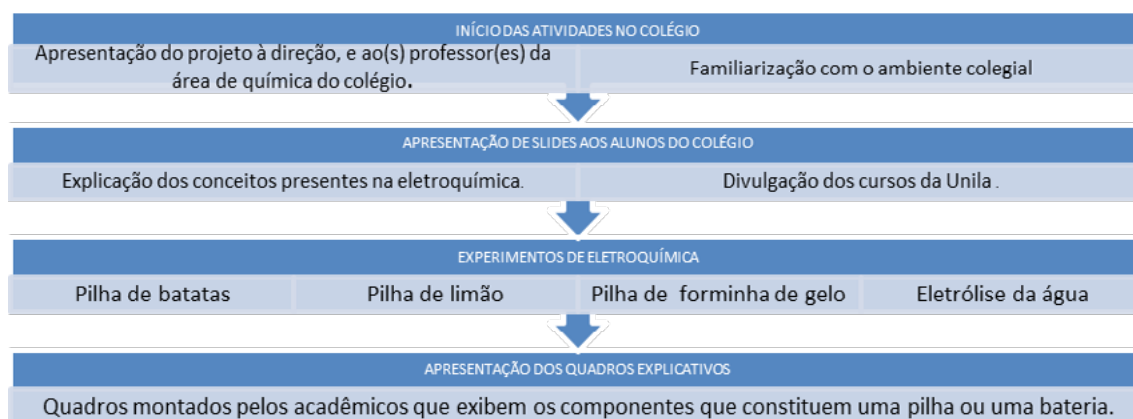 INÍCIO DAS ATIVIDADES NO COLÉGIO
Apresentação do projeto à direção, e ao(s) professor(es) da
área de química do colégio.
Familiarização com o ambiente colegial
APRESENTAÇÃO DE SLIDES AOS ALUNOS DO COLÉGIO
Explicação dos conceitos presentes na eletroquímica.
Divulgação dos cursos da Unila .
EXPERIMENTOS DE ELETROQUÍMICA
Pilha de batatas
Pilha de limão
Pilha de forminha de gelo
Eletrólise da água
APRESENTAÇÃO DOS QUADROS EXPLICATIVOS
Quadros montados pelos acadêmicos que exibem os componentes que constituem uma pilha ou uma bateria.